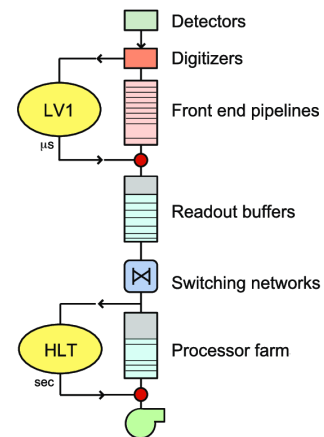 Detectors
Digitizers
LV1
Front end pipelines
μs
Readout buffers
Switching networks
HLT
Processor farm
sec